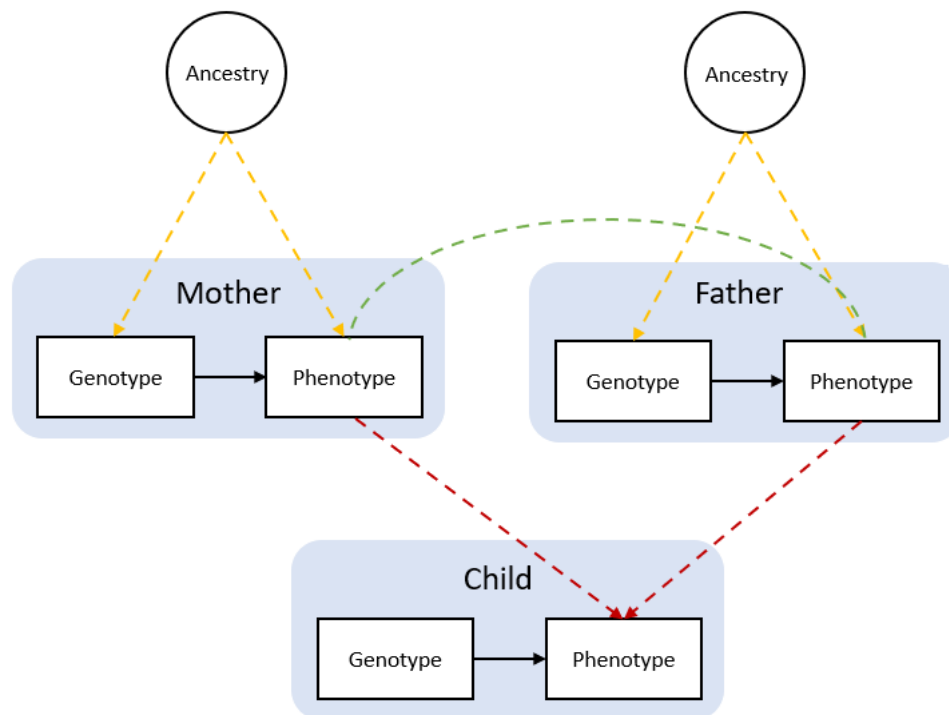 Ancestry
Ancestry
Mother
Father
Genotype
Phenotype
Genotype
Phenotype
Child
Genotype
Phenotype